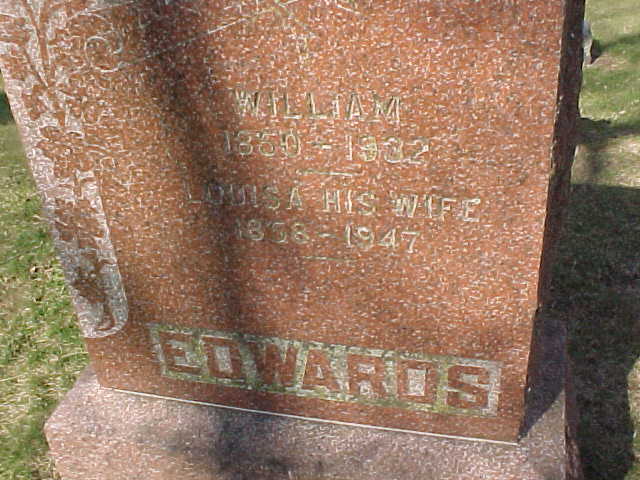 WILLIAM
1850 - 1932
LOUISA HIS WIFE
1858 - 1947
EDWARDS